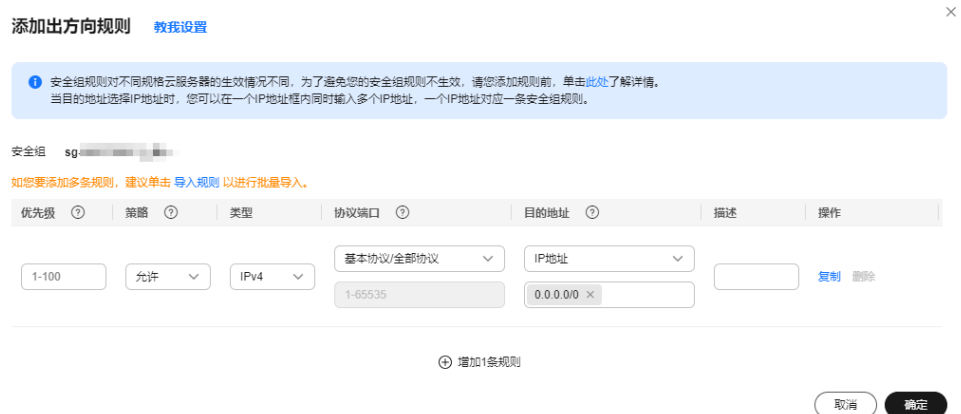 添加出方向规则 教我设置
安全组规则对不同规格云服务器的生效情况不同，为了避免您的安全组规则不生效，请您添加规则前，单击此处了解详情。
当目的地址选择IP地址时，您可以在一个IP地址框内同时输入多个IP地址，一个IP地址对应一条安全组规则。
安全组 sg
如您要添加多条规则，建议单击 导入规则 以进行批量导入。
优先级 策略 类型 协议端口 目的地址 描述 操作
基本协议/全部协议 IP地址
1-100 允许 IPv4 复制 删除
1-65535 0.0.0.0/0
增加1条规则
取消 确定